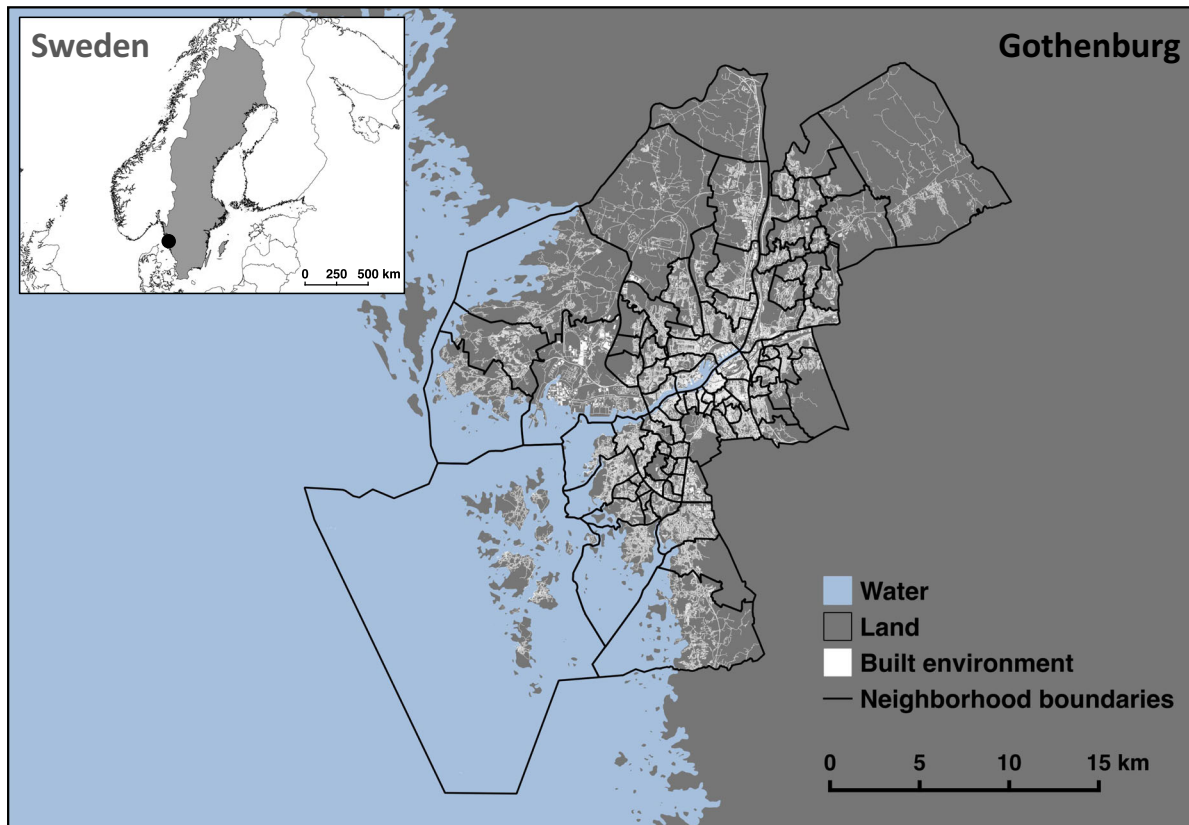 Sweden
0 250 500 km
Gothenburg
Water
Land
Built environment
Neighborhood boundaries
0 5 10 15 km